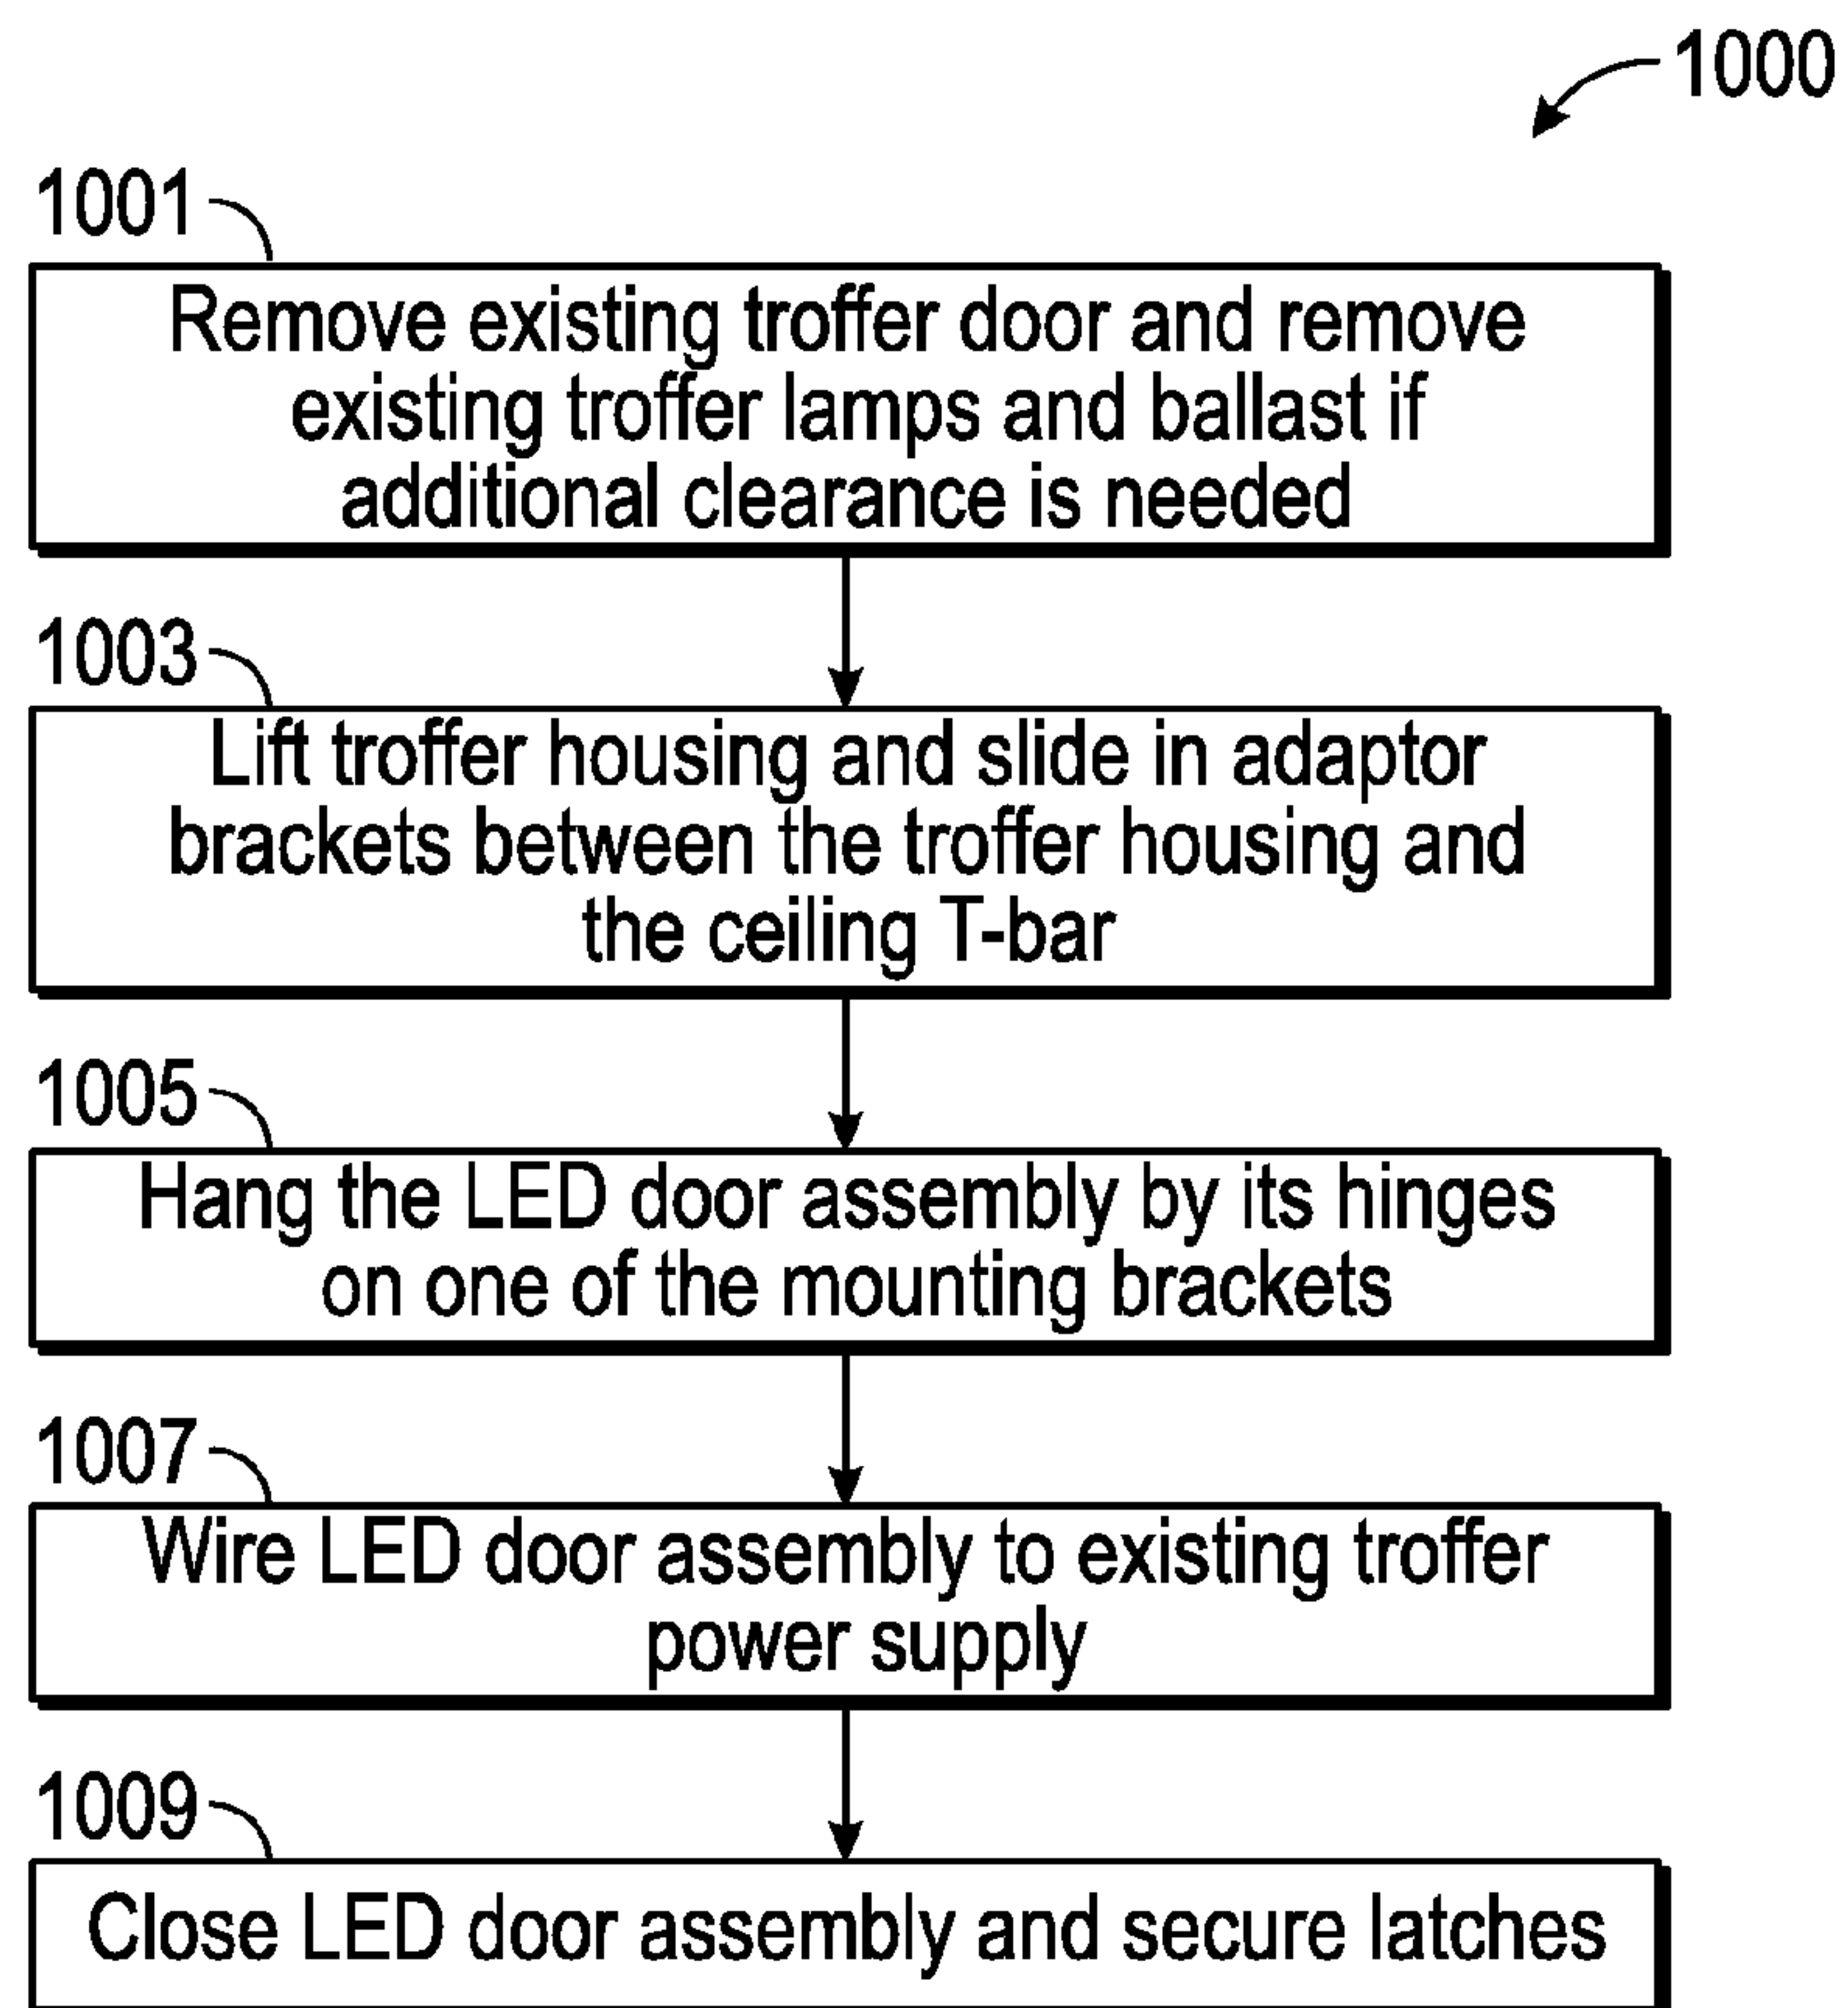 1000
1001
Remove existing troffer door and remove
existing troffer lamps and ballast if
additional clearance is needed
1003
Lift troffer housing and slide in adaptor
brackets between the troffer housing and
the ceiling T-bar
1005
Hang the LED door assembly by its hinges
on one of the mounting brackets
1007
Wire LED door assembly to existing troffer
power supply
1009
Close LED door assembly and secure latches